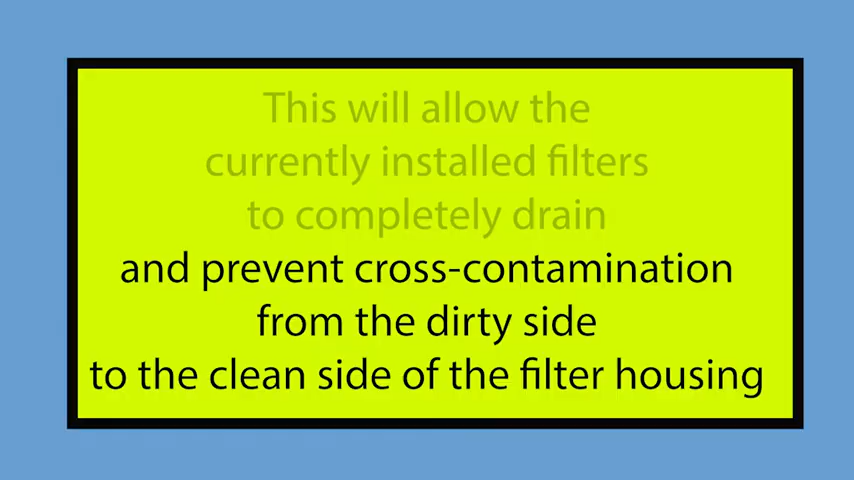 This will allow the
currently installed filters
to completely drain
and prevent cross-contamination
from the dirty side
to the clean side of the filter housing